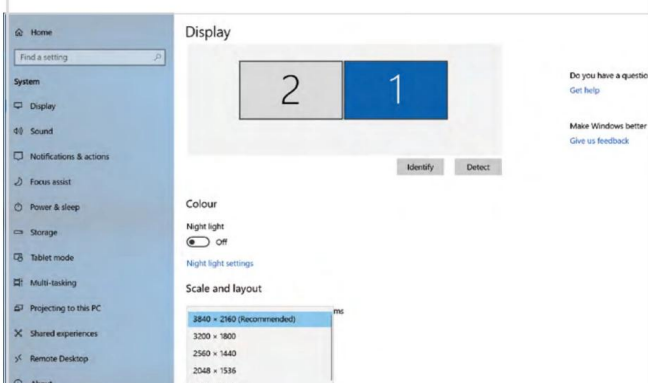 Home
Find a setting
System
Display
Sound
Notifications & actions
Focus assist
Power & sleep
Storage
Tablet mode
Multi-tasking
Projecting to this PC
Shared experiences
Remote Desktop
Display
2 1
Identify Detect
Colour
Night light
Off
Night light settings
Scale and layout
ms
3840 × 2160 (Recommended)
3200 × 1800
2560 × 1440
2048 × 1536
Do you have a questio
Get help
Make Windows better
Give us feedback